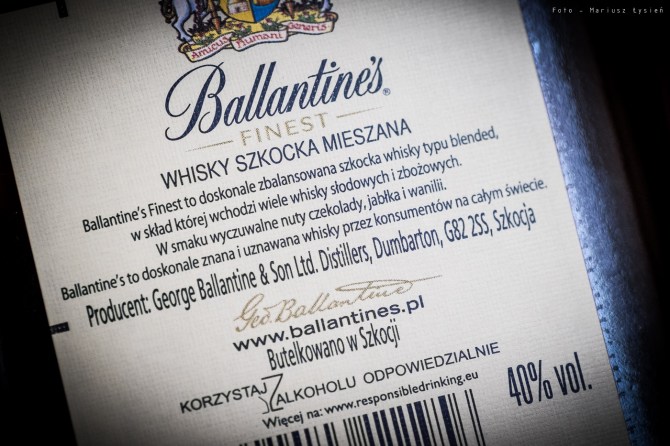 Foto - Mariusz Łysień
Amicus Humani Generis
Ballantine's®
FINEST
WHISKY SZKOCKA MIESZANA
Ballantine's Finest to doskonale zbalansowana szkocka whisky typu blended,
w skład której wchodzi wiele whisky słodowych i zbożowych.
W smaku wyczuwalne nuty czekolady, jabłka i wanilii.
Ballantine's to doskonale znana i uznawana whisky przez konsumentów na całym świecie.
Producent: George Ballantine & Son Ltd. Distillers, Dumbarton, G82 2SS, Szkocja
Geo. Ballantine
www.ballantines.pl
Butelkowano w Szkocji
KORZYSTAJ Z ALKOHOLU ODPOWIEDZIALNIE
Więcej na: www.responsibledrinking.eu
40% vol.